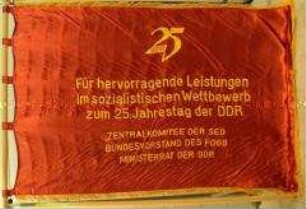 25
Für hervorragende Leistungen
im sozialistischen Wettbewerb
zum 25. Jahrestag der DDR
ZENTRALKOMITEE DER SED
BUNDESVORSTAND DES FDGB
MINISTERRAT DER DDR